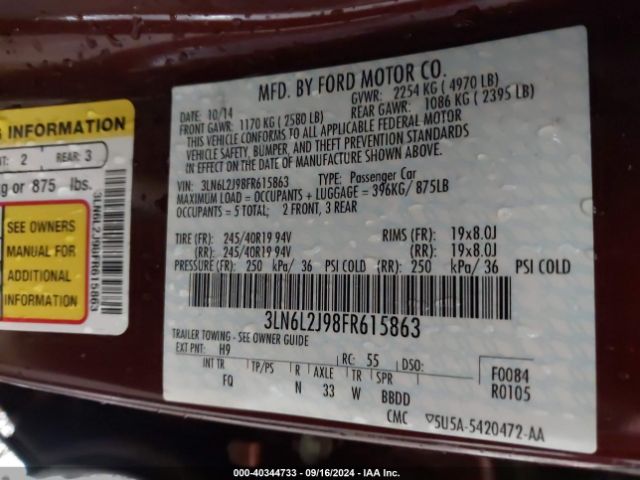 G INFORMATION
NT: 2 REAR: 3
g or 875 lbs.
SEE OWNERS
MANUAL FOR
ADDITIONAL
INFORMATION
3LN6L2J98FR615863
MFD. BY FORD MOTOR CO.
DATE: 10/14 GVWR: 2254 KG ( 4970 LB)
FRONT GAWR: 1170 KG ( 2580 LB) REAR GAWR: 1086 KG ( 2395 LB)
THIS VEHICLE CONFORMS TO ALL APPLICABLE FEDERAL MOTOR
VEHICLE SAFETY, BUMPER, AND THEFT PREVENTION STANDARDS
IN EFFECT ON THE DATE OF MANUFACTURE SHOWN ABOVE.
VIN: 3LN6L2J98FR615863 TYPE: Passenger Car
MAXIMUM LOAD = OCCUPANTS + LUGGAGE = 396KG/ 875LB
OCCUPANTS = 5 TOTAL; 2 FRONT, 3 REAR
TIRE (FR): 245/40R19 94V RIMS (FR): 19x8.0J
(RR): 245/40R19 94V (RR): 19x8.0J
PRESSURE (FR): 250 kPa/ 36 PSI COLD (RR): 250 kPa/ 36 PSI COLD
3LN6L2J98FR615863
TRAILER TOWING - SEE OWNER GUIDE
EXT PNT: H9 RC: 55 DSO:
INT TR TP/PS R AXLE TR SPR F0084
FQ N 33 W BBDD R0105
CMC 5U5A-5420472-AA
000-40344733 - 09/16/2024 - IAA Inc.